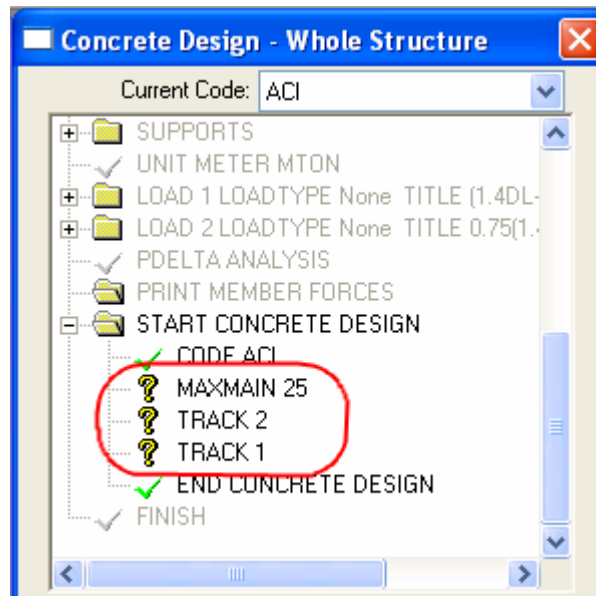 Concrete Design - Whole Structure
Current Code: ACI
SUPPORTS
UNIT METER MTON
LOAD 1 LOADTYPE None TITLE (1.4DL-
LOAD 2 LOADTYPE None TITLE 0.75(1.
PDELTA ANALYSIS
PRINT MEMBER FORCES
START CONCRETE DESIGN
CODE ACI
MAXMAIN 25
TRACK 2
TRACK 1
END CONCRETE DESIGN
FINISH